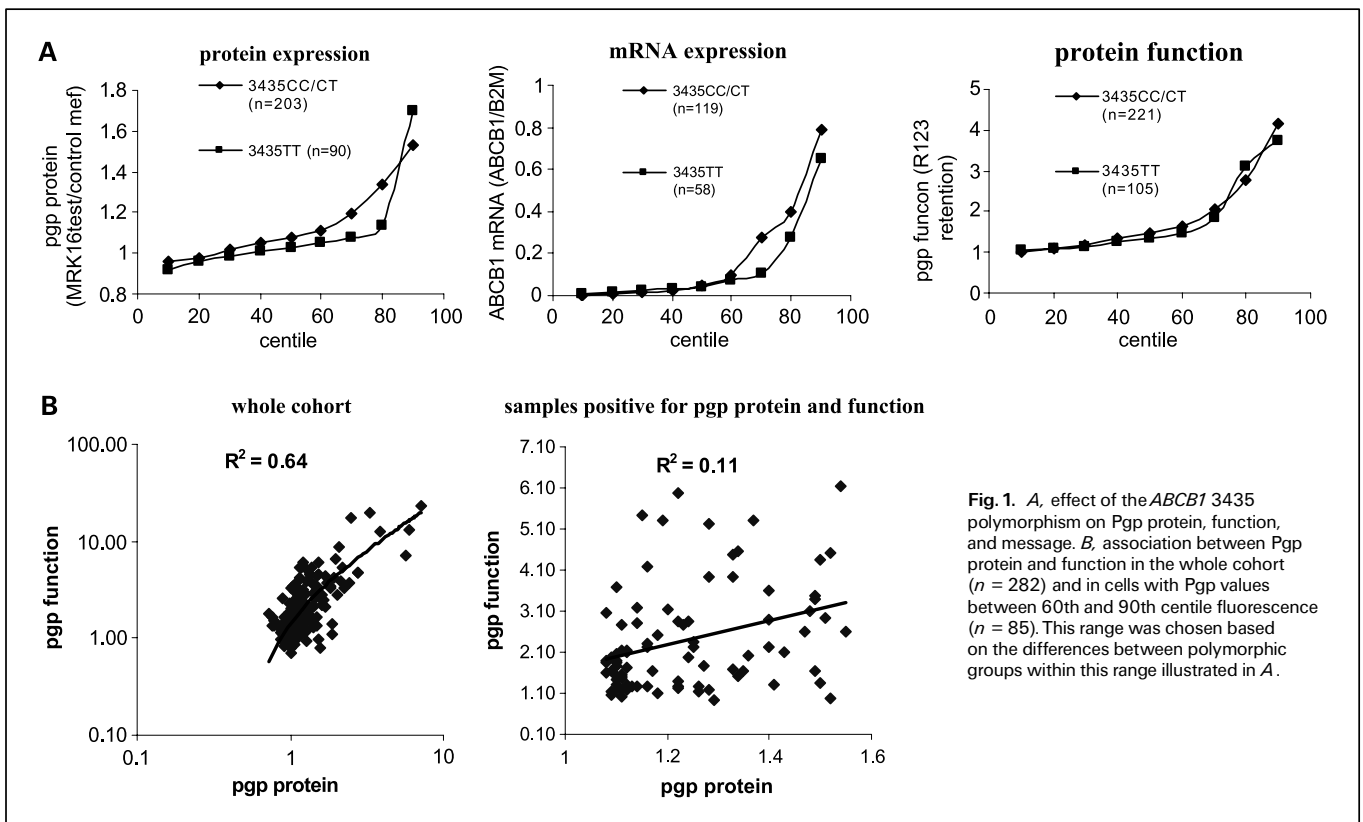 A
protein expression
3435CC/CT
(n=203)
3435TT (n=90)
pgp protein
(MRK16test/control mef)
1.8
1.6
1.4
1.2
1
0.8
0 20 40 60 80 100
centile
mRNA expression
3435CC/CT
(n=119)
3435TT
(n=58)
ABCB1 mRNA (ABCB1/B2M)
1
0.8
0.6
0.4
0.2
0
0 20 40 60 80 100
centile
protein function
3435CC/CT
(n=221)
3435TT
(n=105)
pgp funcon (R123
retention)
5
4
3
2
1
0
0 20 40 60 80 100
centile
B
whole cohort
R² = 0.64
pgp function
100.00
10.00
1.00
0.10
0.1 1 10
pgp protein
samples positive for pgp protein and function
R² = 0.11
pgp function
7.10
6.10
5.10
4.10
3.10
2.10
1.10
0.10
1 1.2 1.4 1.6
pgp protein
Fig. 1. A, effect of the ABCB1 3435
polymorphism on Pgp protein, function,
and message. B, association between Pgp
protein and function in the whole cohort
(n = 282) and in cells with Pgp values
between 60th and 90th centile fluorescence
(n = 85). This range was chosen based
on the differences between polymorphic
groups within this range illustrated in A.